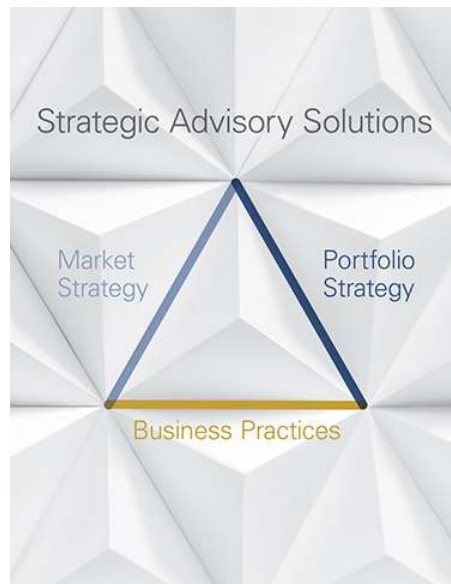 Strategic Advisory Solutions
Market
Strategy
Portfolio
Strategy
Business Practices